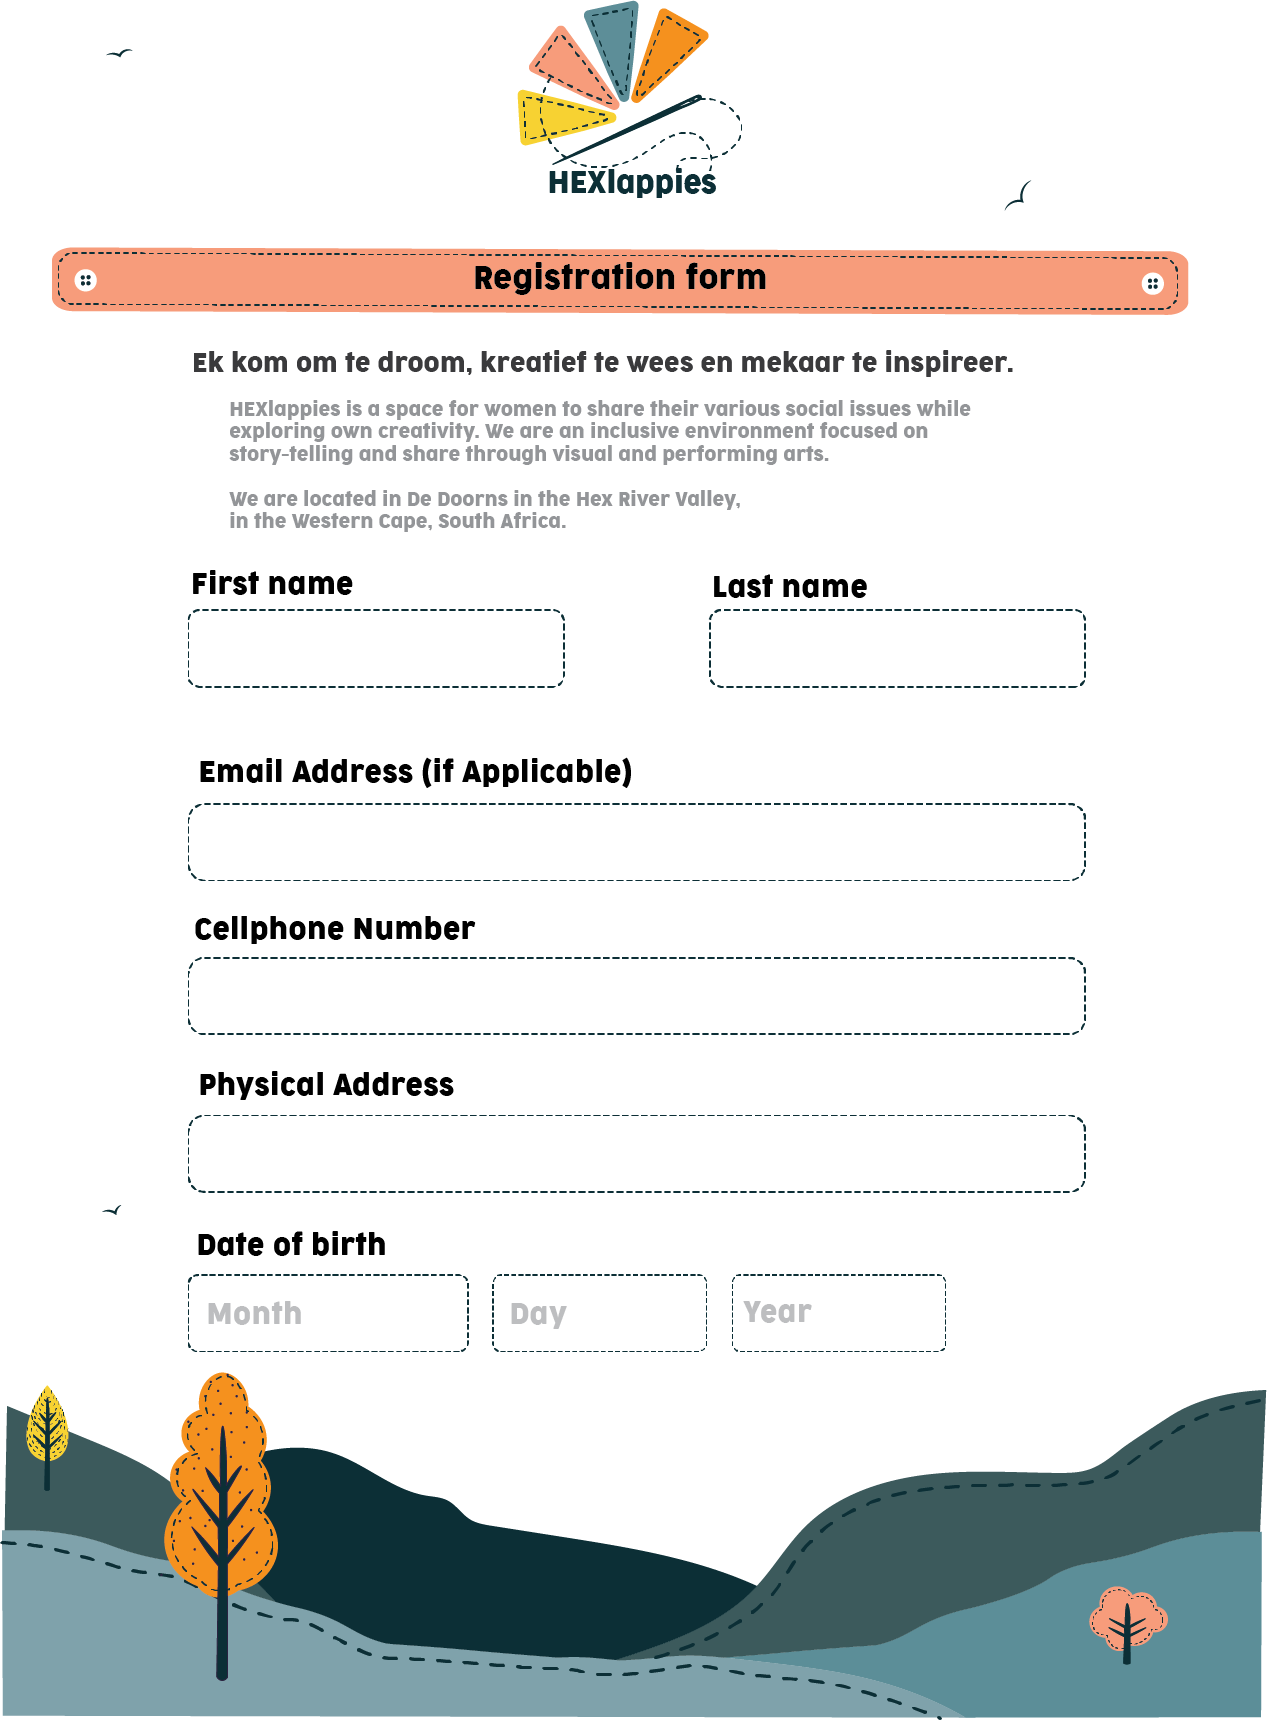 HEXlappies
Registration form
Ek kom om te droom, kreatief te wees en mekaar te inspireer.
HEXlappies is a space for women to share their various social issues while
exploring own creativity. We are an inclusive environment focused on
story-telling and share through visual and performing arts.
We are located in De Doorns in the Hex River Valley,
in the Western Cape, South Africa.
First name
Last name
Email Address (if Applicable)
Cellphone Number
Physical Address
Date of birth
Month
Day
Year